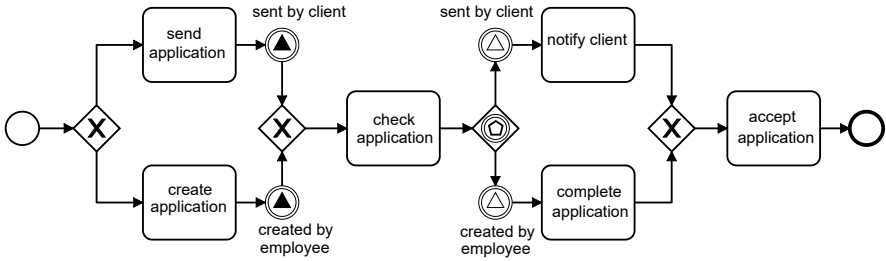 send
application
sent by client
create
application
created by
employee
check
application
sent by client
notify client
created by
employee
complete
application
accept
application